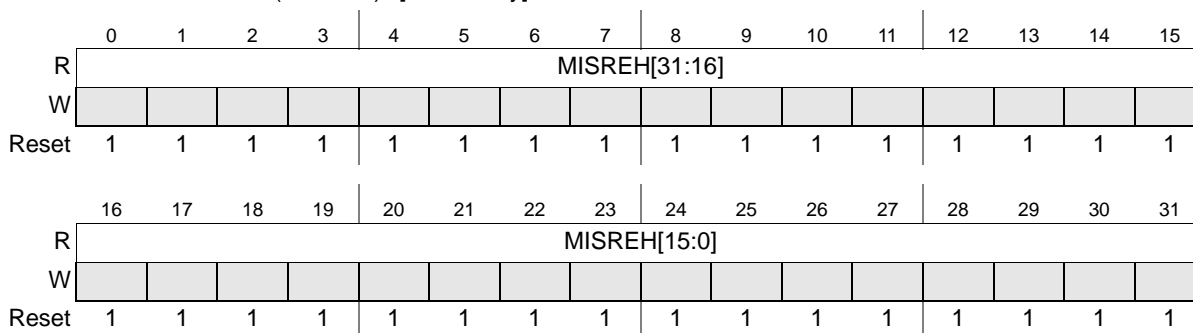 0 1 2 3 4 5 6 7 8 9 10 11 12 13 14 15
R MISREH[31:16]
W
Reset 1 1 1 1 1 1 1 1 1 1 1 1 1 1 1 1
16 17 18 19 20 21 22 23 24 25 26 27 28 29 30 31
R MISREH[15:0]
W
Reset 1 1 1 1 1 1 1 1 1 1 1 1 1 1 1 1